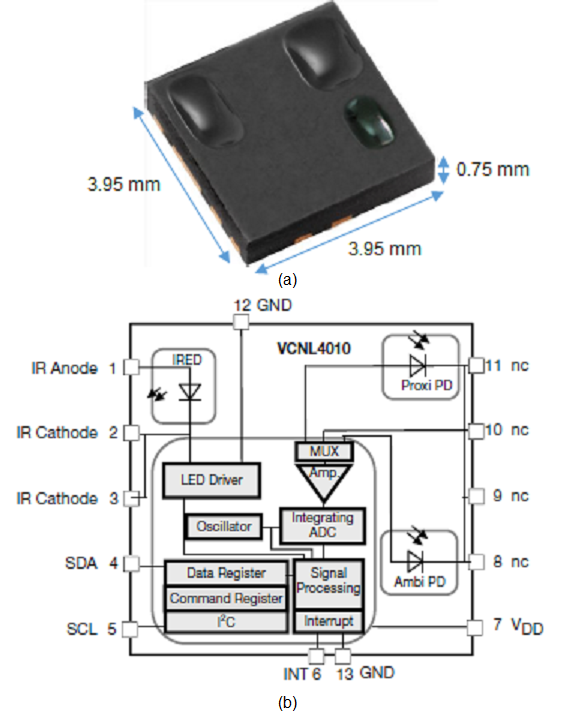 3.95 mm
0.75 mm
3.95 mm
(a)
12 GND
VCNL4010
IR Anode 1
IRED
Proxi PD
11 nc
IR Cathode 2
10 nc
MUX
Amp.
LED Driver
IR Cathode 3
9 nc
Oscillator
Integrating
ADC
SDA 4
Data Register
Signal
Processing
Ambi PD
8 nc
Command Register
SCL 5
I²C
Interrupt
7 VDD
INT 6
13 GND
(b)